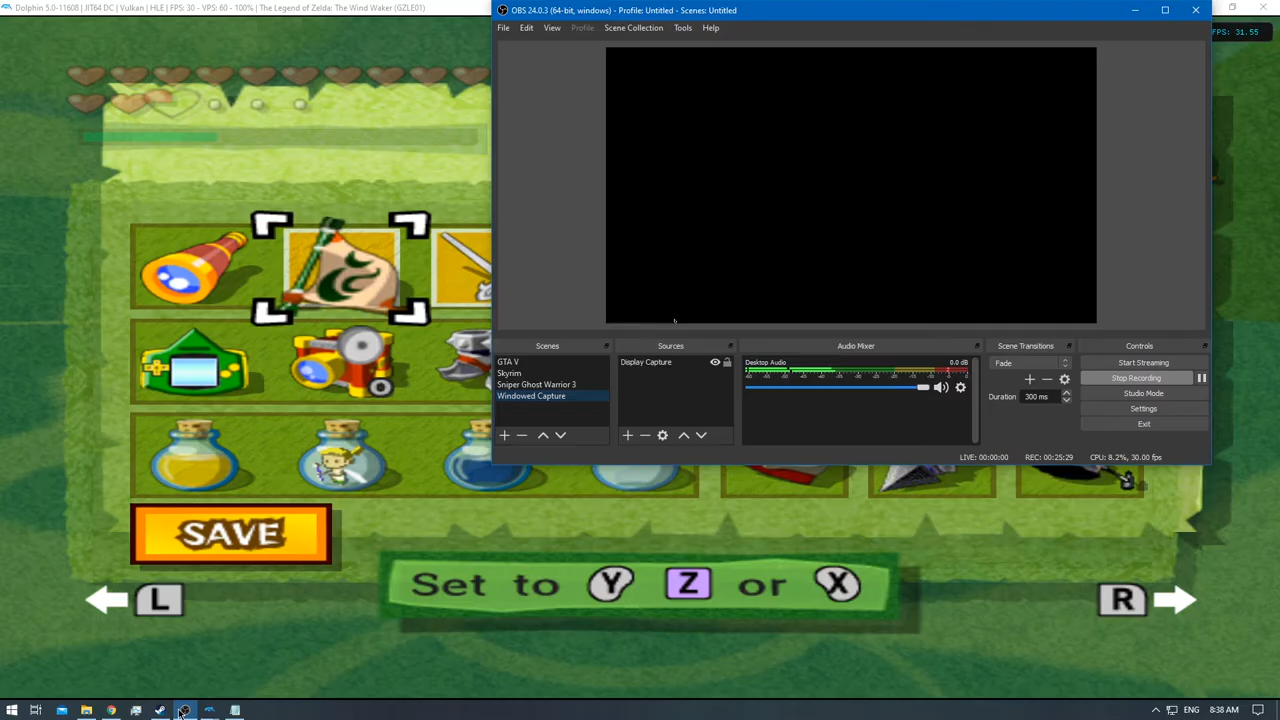 Dolphin 5.0-11608 | JIT64 DC | Vulkan | HLE | FPS: 30 - VPS: 60 - 100% | The Legend of Zelda: The Wind Waker (GZLE01)
OBS 24.0.3 (64-bit, windows) - Profile: Untitled - Scenes: Untitled
File Edit View Profile Scene Collection Tools Help
FPS: 31.55
Scenes
Sources
Audio Mixer
Scene Transitions
Controls
GTA V
Skyrim
Sniper Ghost Warrior 3
Windowed Capture
Display Capture
Desktop Audio
0.0 dB
Fade
Duration 300 ms
Start Streaming
Stop Recording
Studio Mode
Settings
Exit
LIVE: 00:00:00 REC: 00:25:29 CPU: 8.2%, 30.00 fps
SAVE
Set to Y Z or X
L
R
ENG 8:38 AM